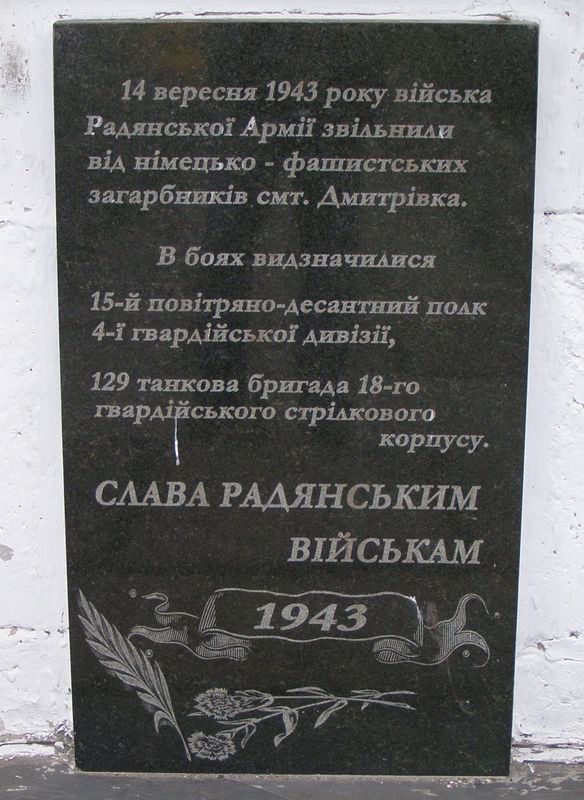 14 вересня 1943 року війська
Радянської Армії звільнили
від німецько - фашистських
загарбників смт. Дмитрівка.
В боях видзначилися
15-й повітряно-десантний полк
4-ї гвардійської дивізії,
129 танкова бригада 18-го
гвардійського стрілкового
корпусу.
СЛАВА РАДЯНСЬКИМ
ВІЙСЬКАМ
1943